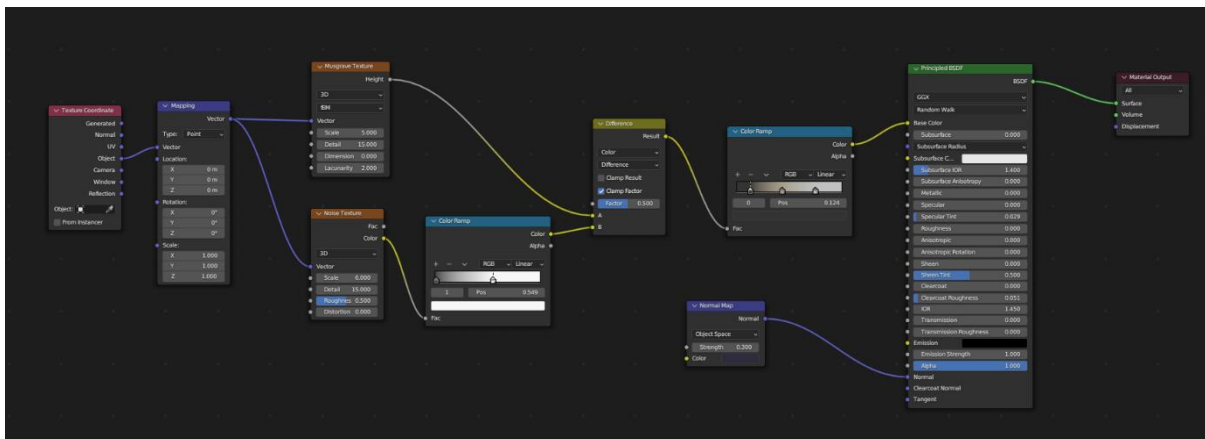 Texture Coordinate
Generated
Normal
UV
Object
Camera
Window
Reflection
Object:
From Instancer
Mapping
Vector
Type: Point
Vector
Location:
X 0 m
Y 0 m
Z 0 m
Rotation:
X 0°
Y 0°
Z 0°
Scale:
X 1.000
Y 1.000
Z 1.000
Musgrave Texture
Height
3D
fBM
Vector
Scale 5.000
Detail 15.000
Dimension 0.000
Lacunarity 2.000
Noise Texture
Fac
Color
3D
Vector
Scale 6.000
Detail 15.000
Roughnes 0.500
Distortion 0.000
Color Ramp
Color
Alpha
RGB Linear
1 Pos 0.549
Fac
Difference
Result
Color
Difference
Clamp Result
Clamp Factor
Factor 0.500
A
B
Color Ramp
Color
Alpha
RGB Linear
0 Pos 0.124
Fac
Normal Map
Normal
Object Space
Strength 0.300
Color
Principled BSDF
BSDF
GGX
Random Walk
Base Color
Subsurface 0.000
Subsurface Radius
Subsurface C...
Subsurface IOR 1.400
Subsurface Anisotropy 0.000
Metallic 0.000
Specular 0.000
Specular Tint 0.029
Roughness 0.000
Anisotropic 0.000
Anisotropic Rotation 0.000
Sheen 0.000
Sheen Tint 0.500
Clearcoat 0.000
Clearcoat Roughness 0.051
IOR 1.450
Transmission 0.000
Transmission Roughness 0.000
Emission
Emission Strength 1.000
Alpha 1.000
Normal
Clearcoat Normal
Tangent
Material Output
All
Surface
Volume
Displacement